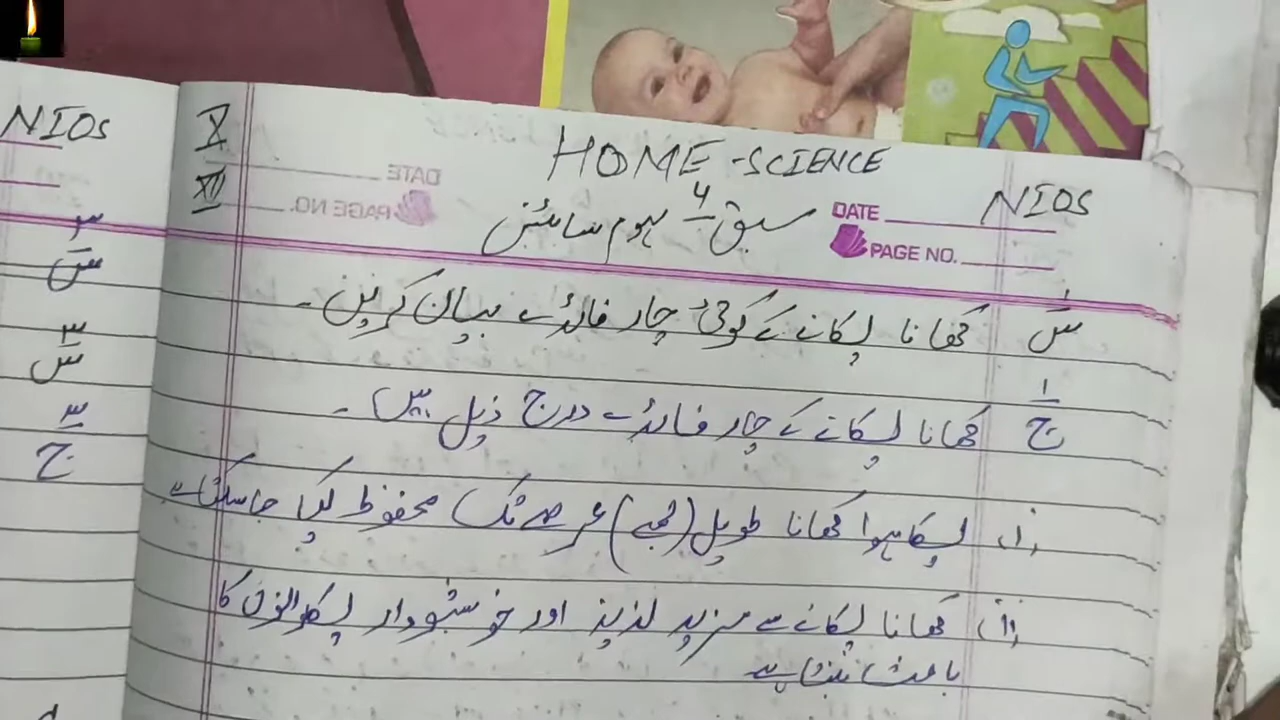 HOME-SCIENCE
NIOS
X
XII
سبق 4 ہوم سائنس
DATE
PAGE NO.
DATE
PAGE NO.
س۱ کھانا پکانے کے کوئی چار فائدے بیان کریں۔
ج۱ کھانا پکانے کے چار فائدے درج ذیل ہیں۔
(i) پکا ہوا کھانا طویل (لمبے) عرصے تک محفوظ کیا جا سکتا ہے
(ii) کھانا پکانے سے مزید لذیذ اور خوشبودار پکوانوں کا
باعث بنتا ہے
NIOS
س۲
س۳
ج۳